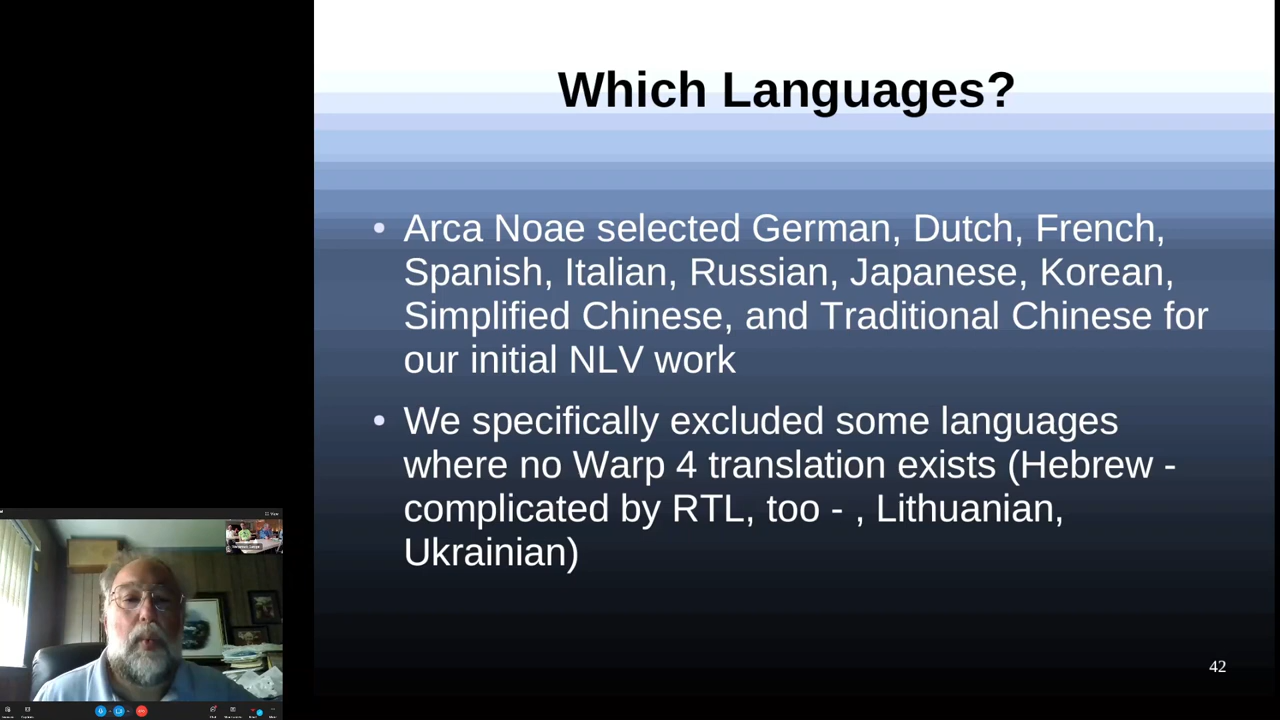 Which Languages?
• Arca Noae selected German, Dutch, French,
Spanish, Italian, Russian, Japanese, Korean,
Simplified Chinese, and Traditional Chinese for
our initial NLV work
• We specifically excluded some languages
where no Warp 4 translation exists (Hebrew -
complicated by RTL, too - , Lithuanian,
Ukrainian)
42